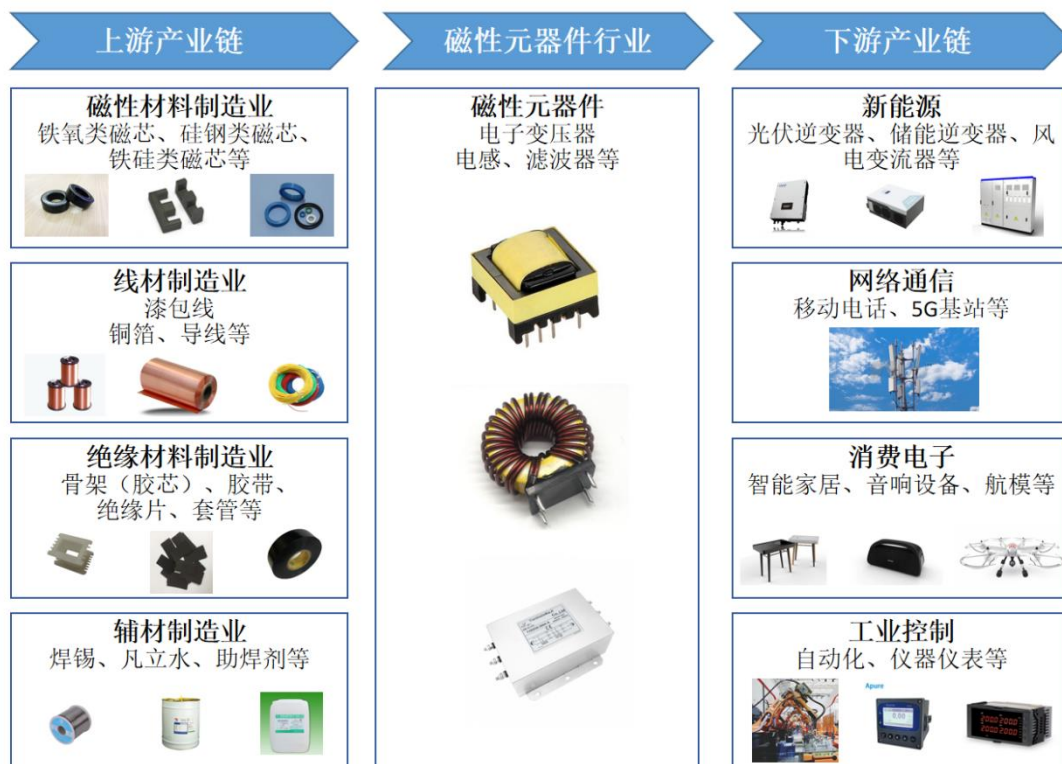 上游产业链
磁性元器件行业
下游产业链
磁性材料制造业
铁氧类磁芯、硅钢类磁芯、
铁硅类磁芯等
线材制造业
漆包线
铜箔、导线等
绝缘材料制造业
骨架（胶芯）、胶带、
绝缘片、套管等
辅材制造业
焊锡、凡立水、助焊剂等
磁性元器件
电子变压器
电感、滤波器等
新能源
光伏逆变器、储能逆变器、风
电变流器等
网络通信
移动电话、5G基站等
消费电子
智能家居、音响设备、航模等
工业控制
自动化、仪器仪表等
Apure